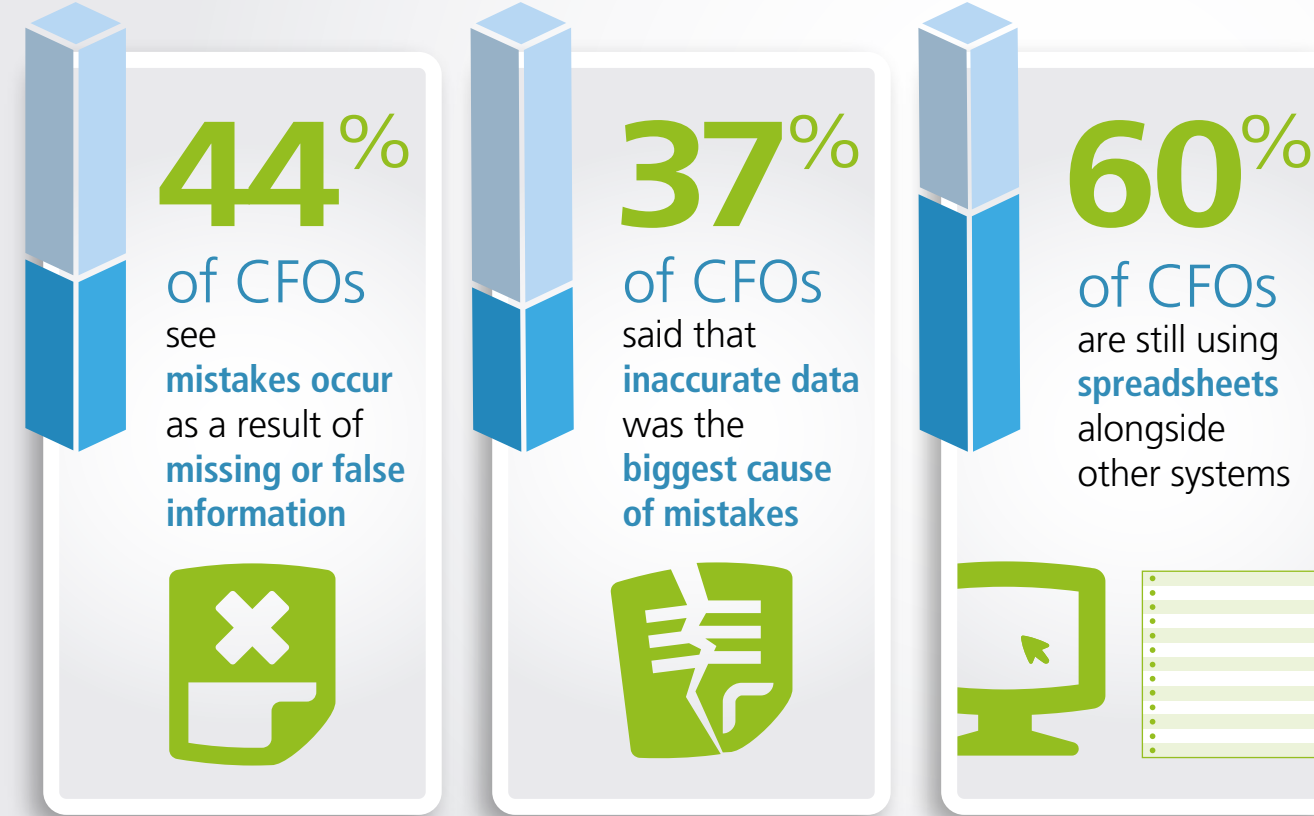 44%
of CFOs
see
mistakes occur
as a result of
missing or false
information
37%
of CFOs
said that
inaccurate data
was the
biggest cause
of mistakes
60%
of CFOs
are still using
spreadsheets
alongside
other systems